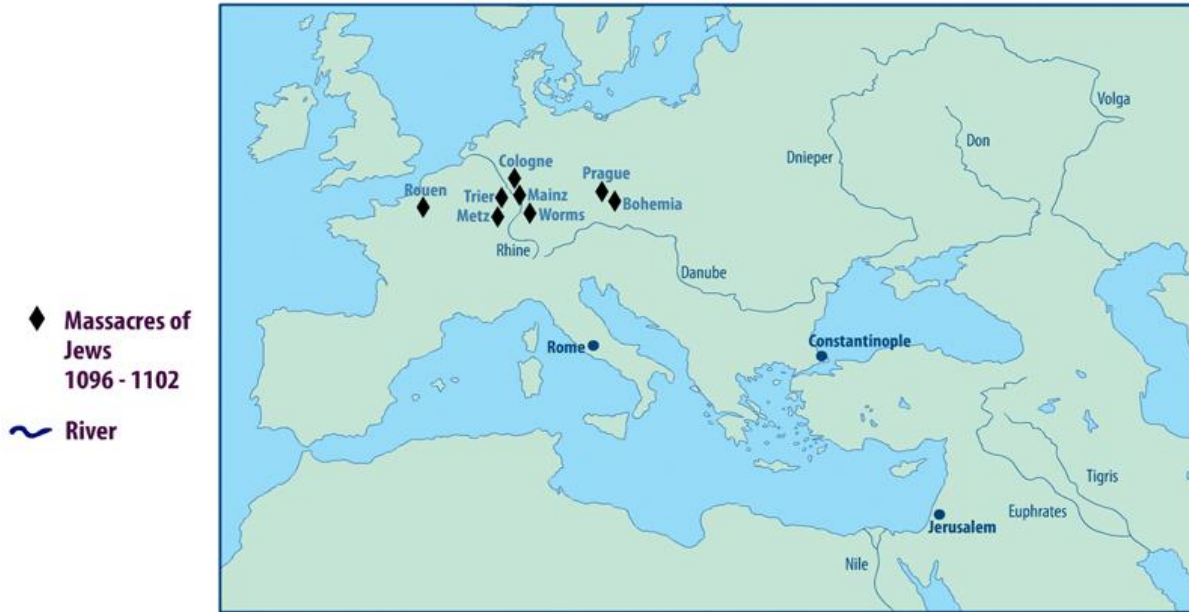 Volga
Don
Dnieper
Cologne
Prague
Rouen
Trier
Mainz
Bohemia
Metz
Worms
Rhine
Danube
Massacres of
Jews
1096 - 1102
River
Rome
Constantinople
Tigris
Euphrates
Jerusalem
Nile